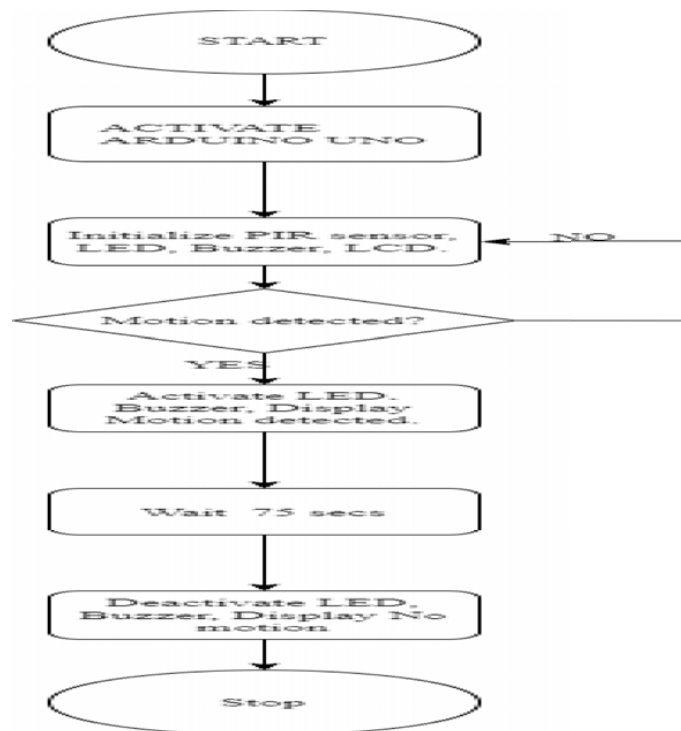 START
ACTIVATE
ARDUINO UNO
Initialize PIR sensor,
LED, Buzzer, LCD.
NO
Motion detected?
YES
Activate LED,
Buzzer, Display
Motion detected.
Wait 75 secs
Deactivate LED,
Buzzer, Display No
motion
Stop